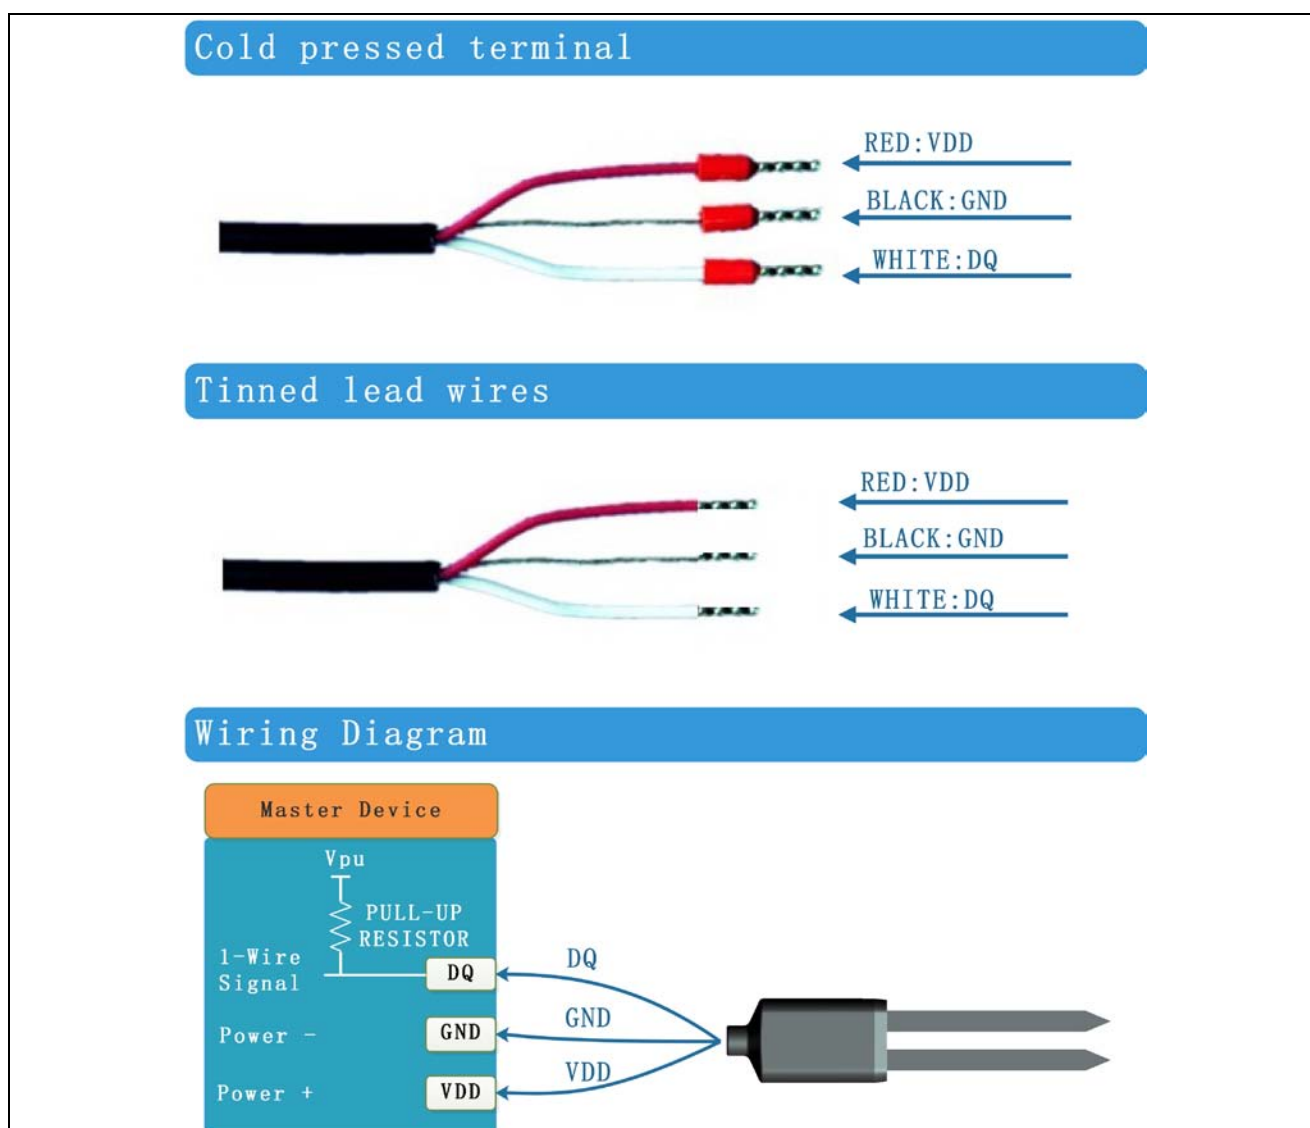 Cold pressed terminal
RED:VDD
BLACK:GND
WHITE:DQ
Tinned lead wires
RED:VDD
BLACK:GND
WHITE:DQ
Wiring Diagram
Master Device
Vpu
PULL-UP
RESISTOR
1-Wire
Signal
DQ
DQ
Power -
GND
GND
Power +
VDD
VDD